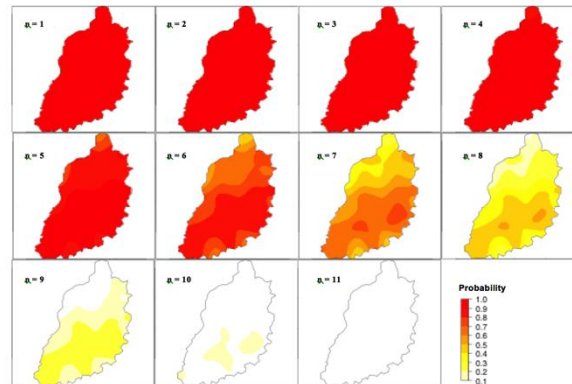 n = 1
n = 2
n = 3
n = 4
n = 5
n = 6
n = 7
n = 8
n = 9
n = 10
n = 11
Probability
1.0
0.9
0.8
0.7
0.6
0.5
0.4
0.3
0.2
0.1